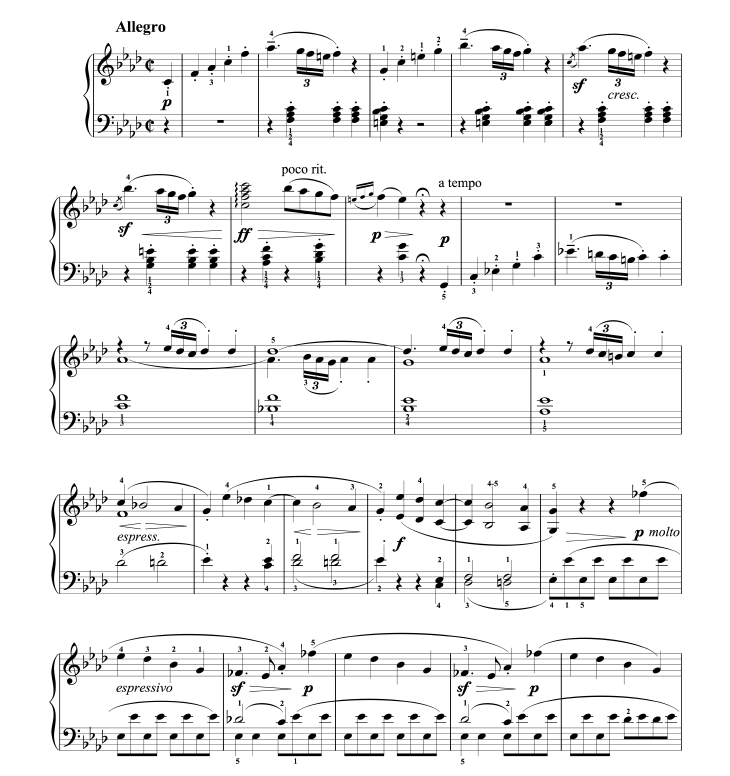 Allegro
p
sf
cresc.
poco rit.
a tempo
sf
ff
p
p
espress.
f
p molto
espressivo
sf
p
sf
p